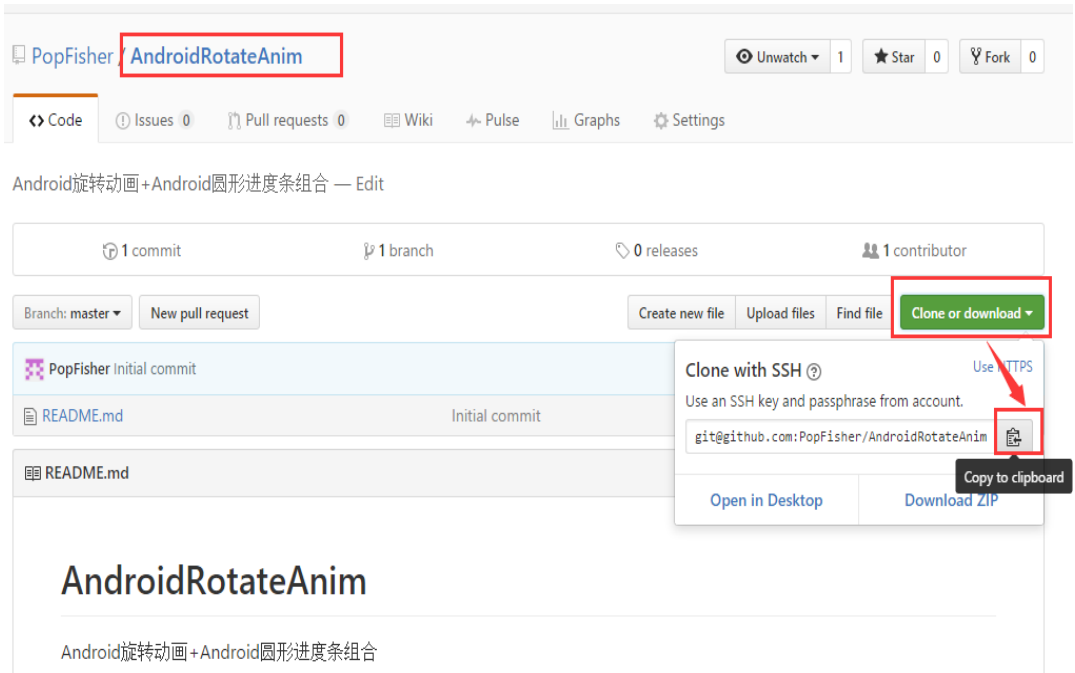 PopFisher / AndroidRotateAnim Unwatch 1 Star 0 Fork 0
Code Issues 0 Pull requests 0 Wiki Pulse Graphs Settings
Android旋转动画+Android圆形进度条组合 — Edit
1 commit 1 branch 0 releases 1 contributor
Branch: master New pull request Create new file Upload files Find file Clone or download
PopFisher Initial commit
Clone with SSH Use HTTPS
Use an SSH key and passphrase from account.
README.md Initial commit
git@github.com:PopFisher/AndroidRotateAnim
Copy to clipboard
README.md
Open in Desktop Download ZIP
AndroidRotateAnim
Android旋转动画+Android圆形进度条组合